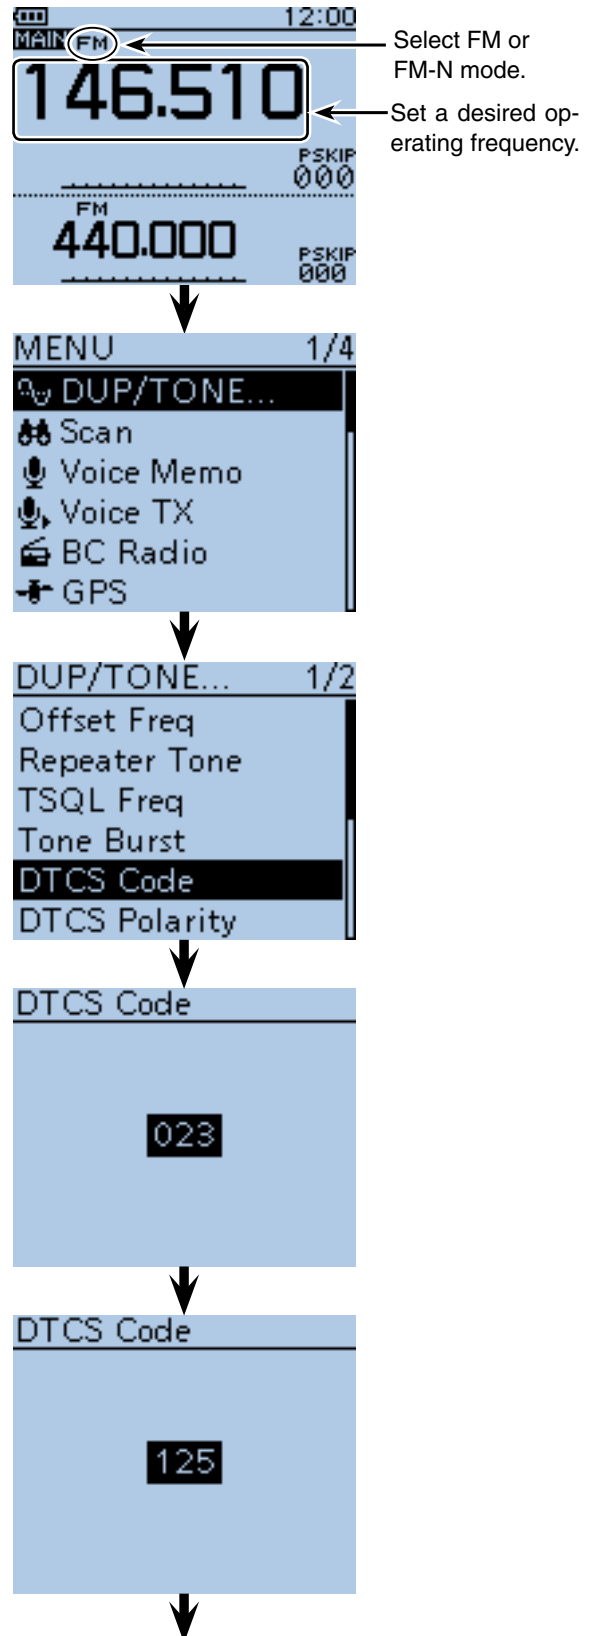 12:00
MAIN FM
Select FM or
FM-N mode.
146.510
Set a desired op-
erating frequency.
PSKIP
000
FM
440.000
PSKIP
000
MENU 1/4
DUP/TONE...
Scan
Voice Memo
Voice TX
BC Radio
GPS
DUP/TONE... 1/2
Offset Freq
Repeater Tone
TSQL Freq
Tone Burst
DTCS Code
DTCS Polarity
DTCS Code
023
DTCS Code
125